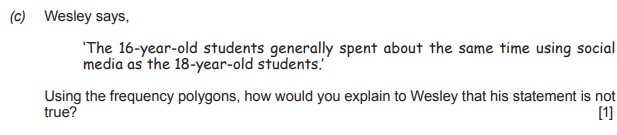 (c) Wesley says,
'The 16-year-old students generally spent about the same time using social
media as the 18-year-old students.'
Using the frequency polygons, how would you explain to Wesley that his statement is not
true? [1]